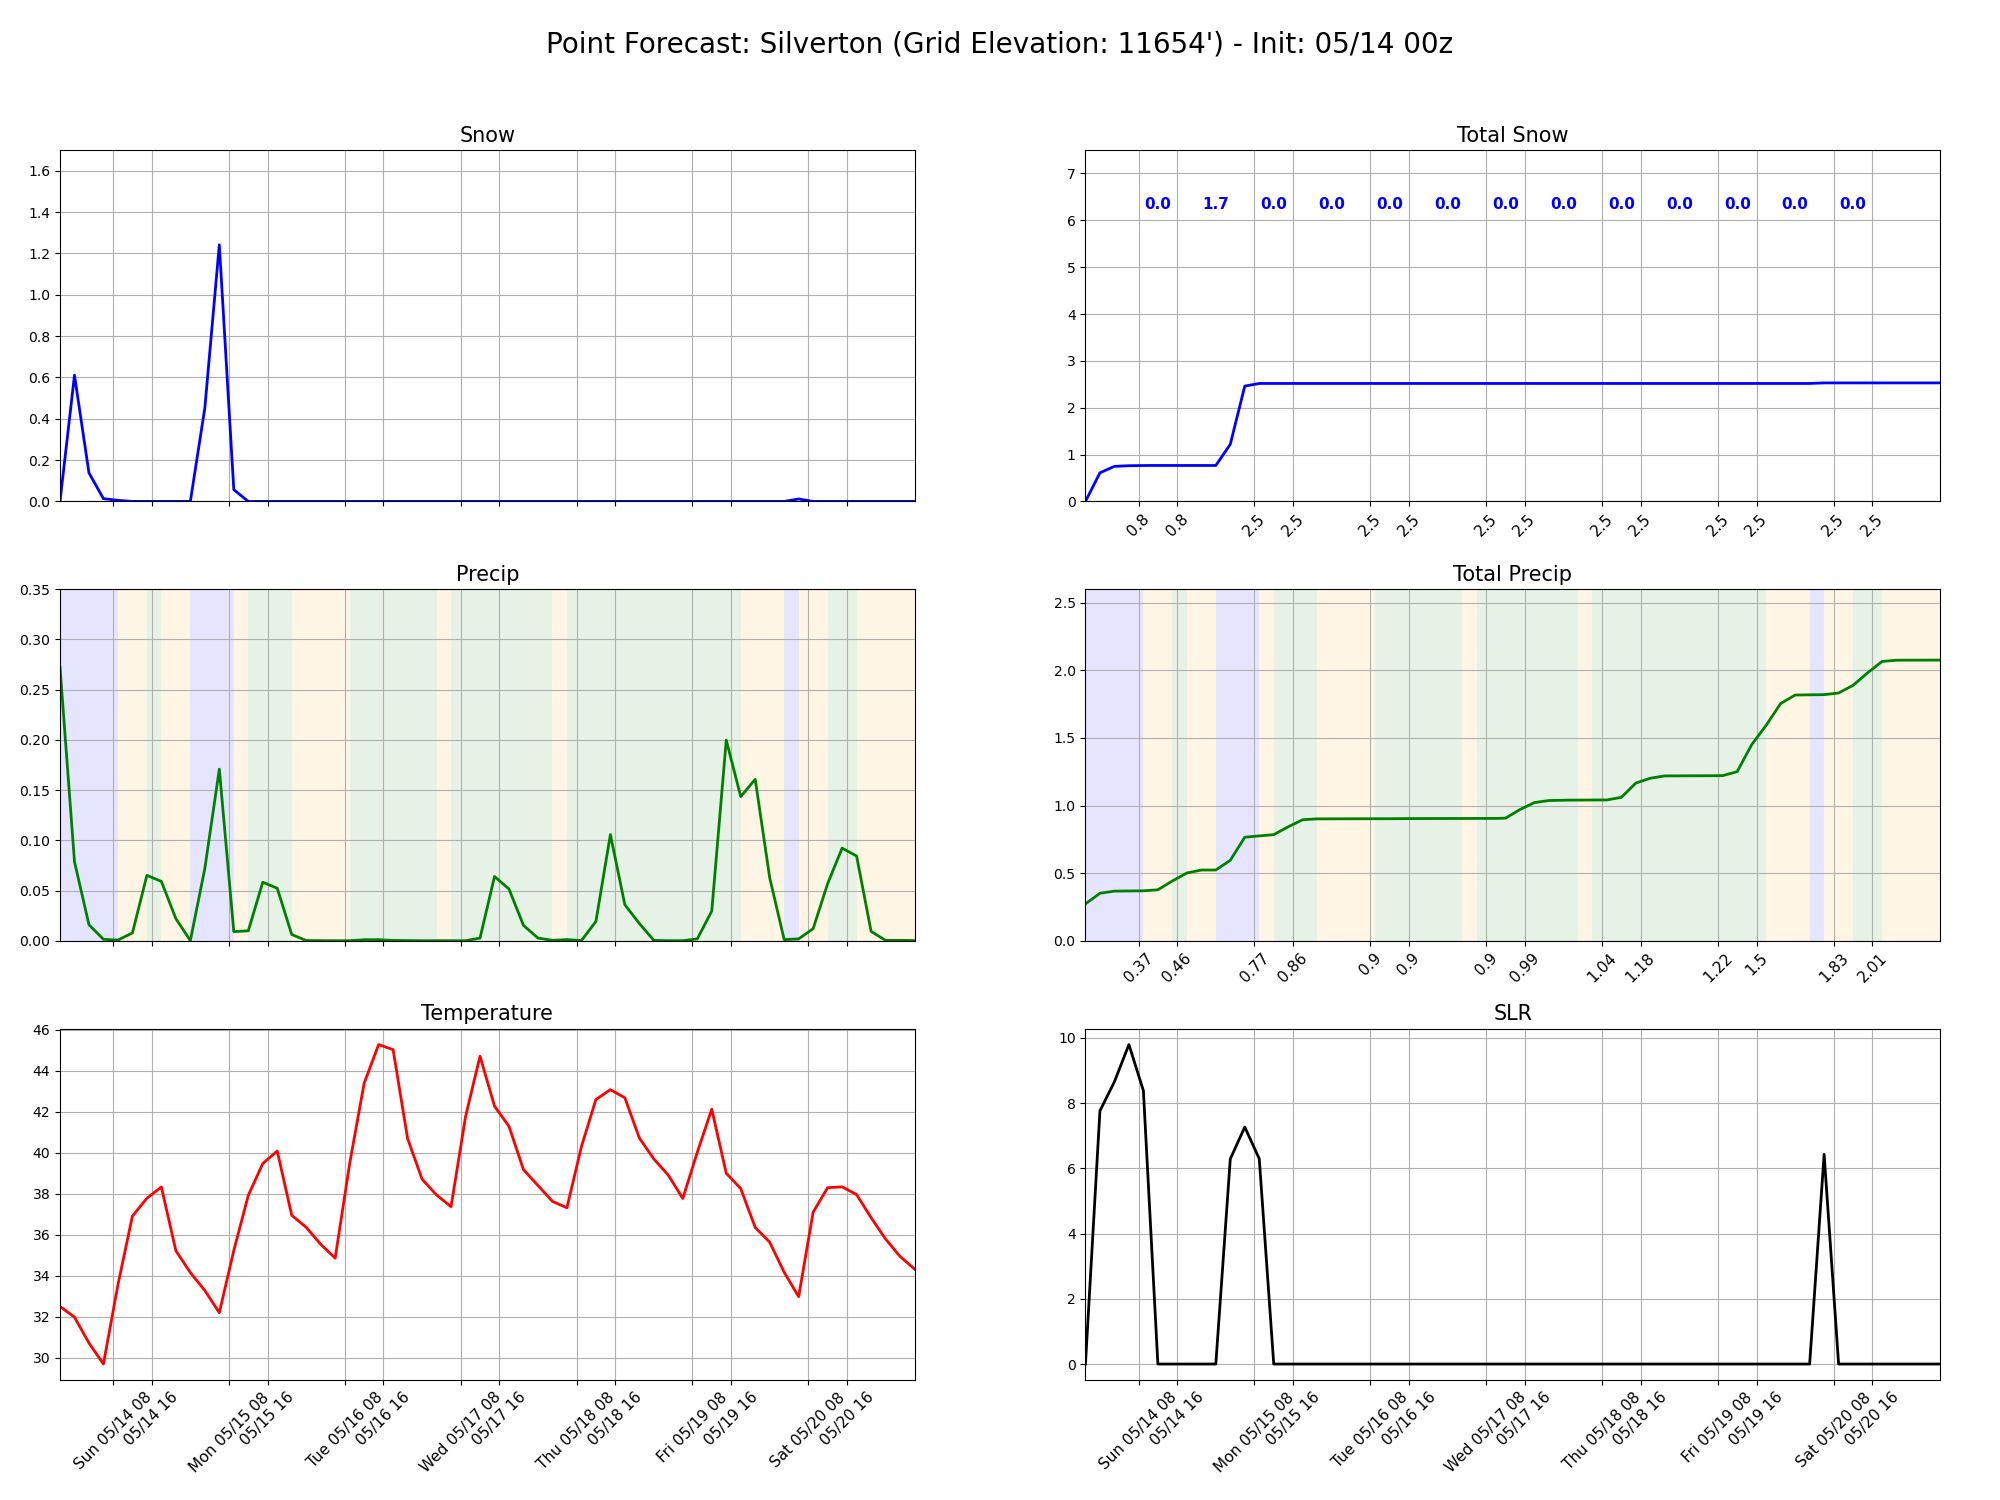 Point Forecast: Silverton (Grid Elevation: 11654') - Init: 05/14 00z
Snow
1.6
1.4
1.2
1.0
0.8
0.6
0.4
0.2
0.0
Total Snow
7
6
5
4
3
2
1
0
0.0 1.7 0.0 0.0 0.0 0.0 0.0 0.0 0.0 0.0 0.0 0.0 0.0
0.8 0.8 2.5 2.5 2.5 2.5 2.5 2.5 2.5 2.5 2.5 2.5 2.5 2.5
Precip
0.35
0.30
0.25
0.20
0.15
0.10
0.05
0.00
Total Precip
2.5
2.0
1.5
1.0
0.5
0.0
0.37 0.46 0.77 0.86 0.9 0.9 0.9 0.99 1.04 1.18 1.22 1.5 1.83 2.01
Temperature
46
44
42
40
38
36
34
32
30
Sun 05/14 08
05/14 16
Mon 05/15 08
05/15 16
Tue 05/16 08
05/16 16
Wed 05/17 08
05/17 16
Thu 05/18 08
05/18 16
Fri 05/19 08
05/19 16
Sat 05/20 08
05/20 16
SLR
10
8
6
4
2
0
Sun 05/14 08
05/14 16
Mon 05/15 08
05/15 16
Tue 05/16 08
05/16 16
Wed 05/17 08
05/17 16
Thu 05/18 08
05/18 16
Fri 05/19 08
05/19 16
Sat 05/20 08
05/20 16